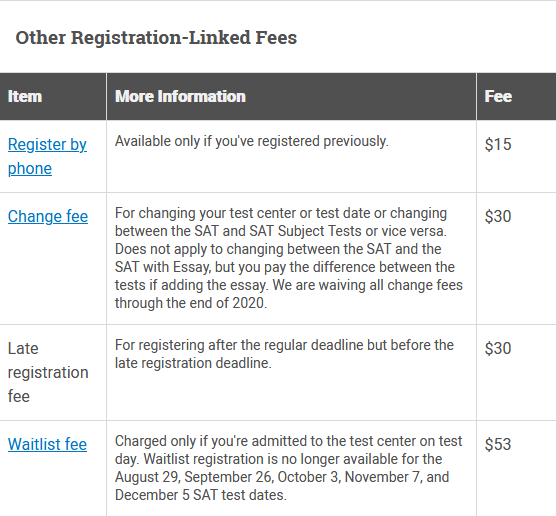 Other Registration-Linked Fees
Item More Information Fee
Register by
phone
Available only if you've registered previously.
$15
Change fee
For changing your test center or test date or changing
between the SAT and SAT Subject Tests or vice versa.
Does not apply to changing between the SAT and the
SAT with Essay, but you pay the difference between the
tests if adding the essay. We are waiving all change fees
through the end of 2020.
$30
Late
registration
fee
For registering after the regular deadline but before the
late registration deadline.
$30
Waitlist fee
Charged only if you're admitted to the test center on test
day. Waitlist registration is no longer available for the
August 29, September 26, October 3, November 7, and
December 5 SAT test dates.
$53